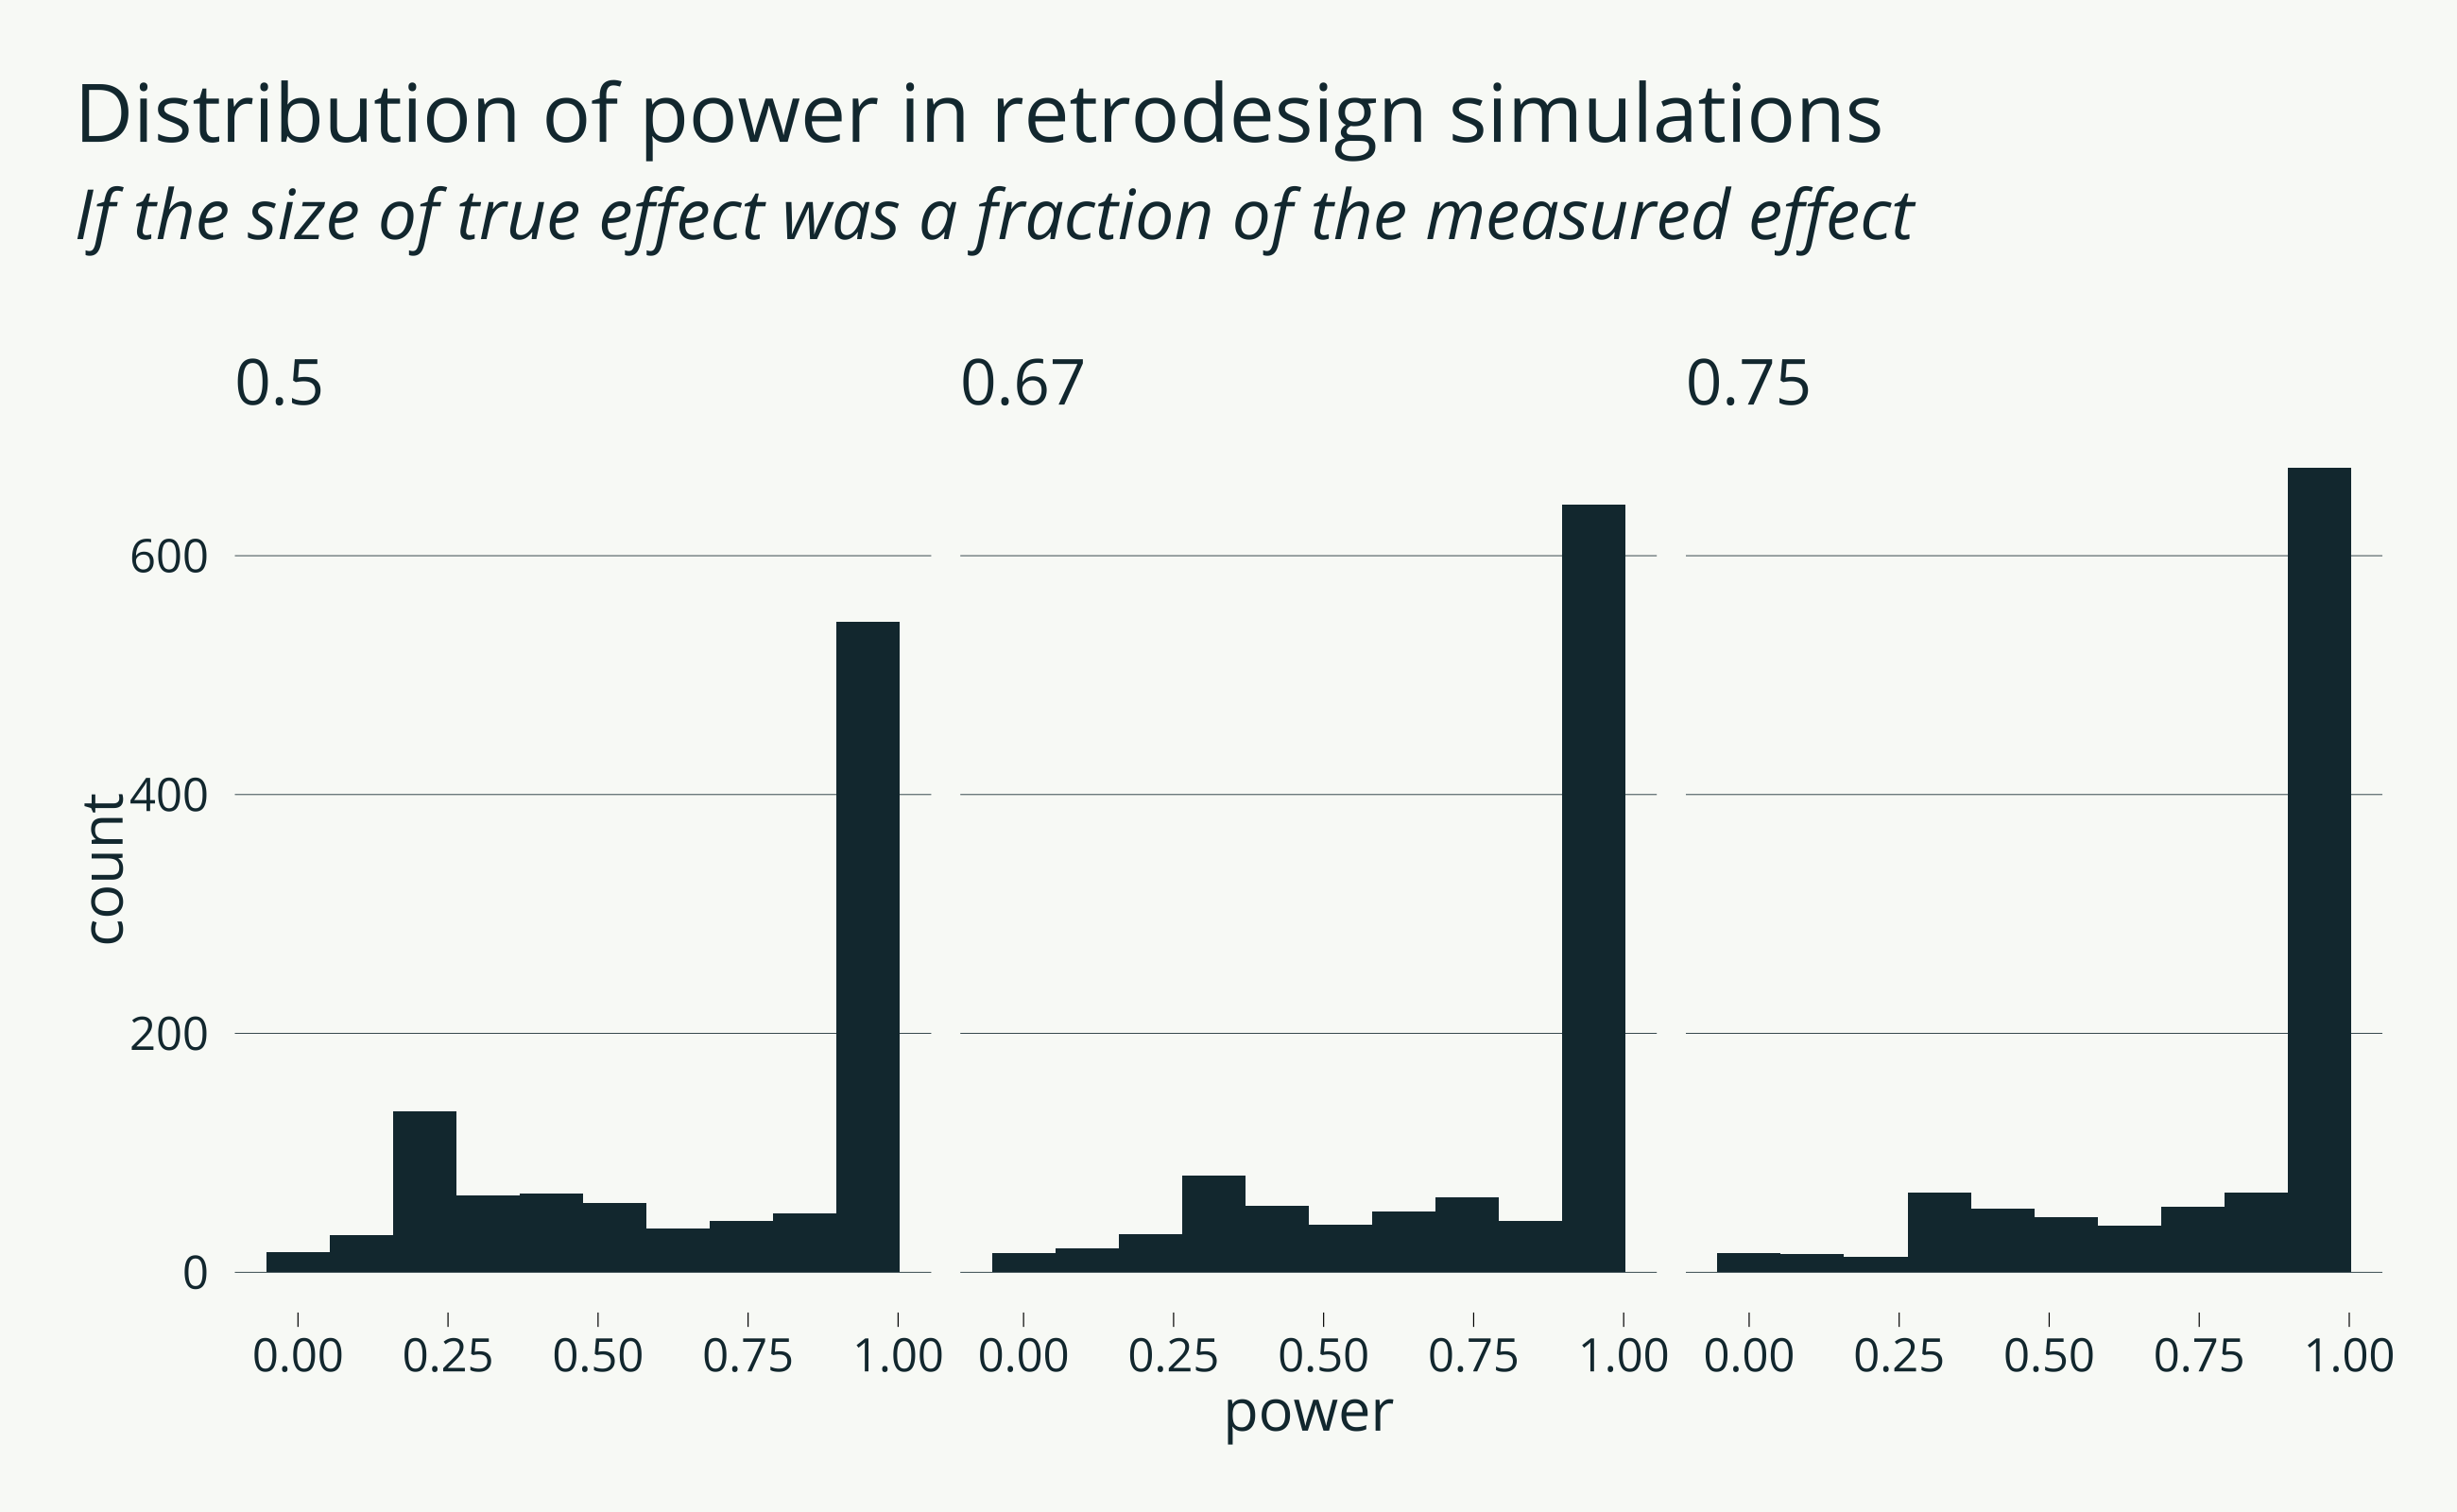 Distribution of power in retrodesign simulations
If the size of true effect was a fraction of the measured effect
0.5 0.67 0.75
600
400
200
0
count
0.00 0.25 0.50 0.75 1.00 0.00 0.25 0.50 0.75 1.00 0.00 0.25 0.50 0.75 1.00
power